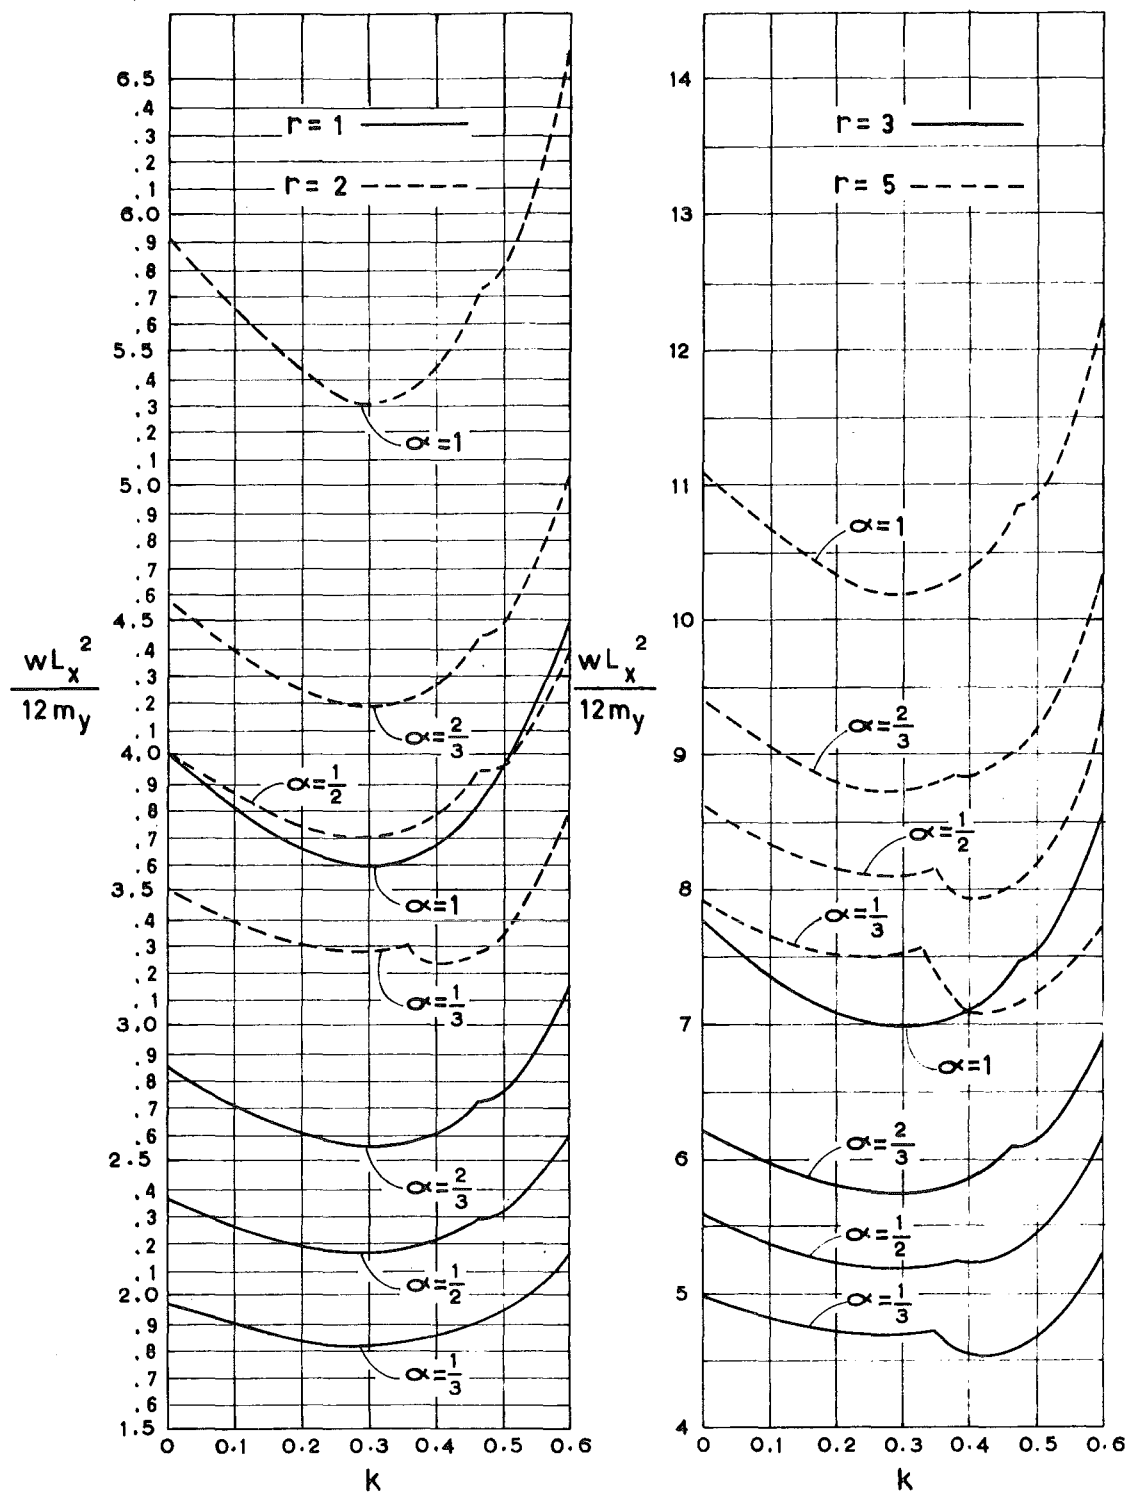 6.5
.4
.3
.2
.1
6.0
.9
.8
.7
.6
5.5
.4
.3
.2
.1
5.0
.9
.8
.7
.6
4.5
.4
.3
.2
.1
4.0
.9
.8
.7
.6
3.5
.4
.3
.2
.1
3.0
.9
.8
.7
.6
2.5
.4
.3
.2
.1
2.0
.9
.8
.7
.6
1.5
wLx²
12my
r = 1
r = 2
α=1
α=2/3
α=1/2
α=1
α=1/3
α=2/3
α=1/2
α=1/3
0 0.1 0.2 0.3 0.4 0.5 0.6
k
14
13
12
11
10
9
8
7
6
5
4
wLx²
12my
r = 3
r = 5
α=1
α=2/3
α=1/2
α=1/3
α=1
α=2/3
α=1/2
α=1/3
0 0.1 0.2 0.3 0.4 0.5 0.6
k